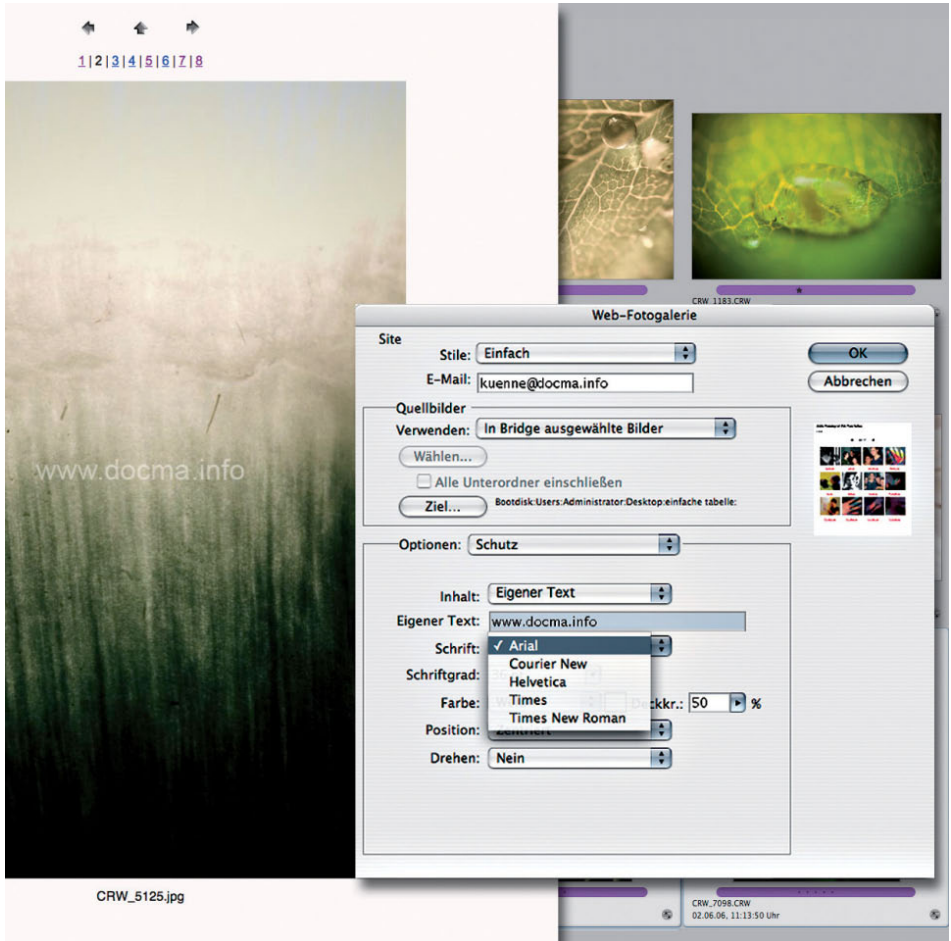 1|2|3|4|5|6|7|8
www.docma.info
CRW_5125.jpg
CRW_1183.CRW
Web-Fotogalerie
Site
Stile: Einfach
OK
E-Mail: kuenne@docma.info
Abbrechen
Quellbilder
Verwenden: In Bridge ausgewählte Bilder
Wählen...
Alle Unterordner einschließen
Ziel... Bootdisk:Users:Administrator:Desktop:einfache tabelle:
Optionen: Schutz
Inhalt: Eigener Text
Eigener Text: www.docma.info
Schrift: ✓ Arial
Courier New
Helvetica
Times
Times New Roman
Schriftgrad:
Farbe: Deckkr.: 50 %
Position: Zentriert
Drehen: Nein
CRW_7098.CRW
02.06.06, 11:13:50 Uhr